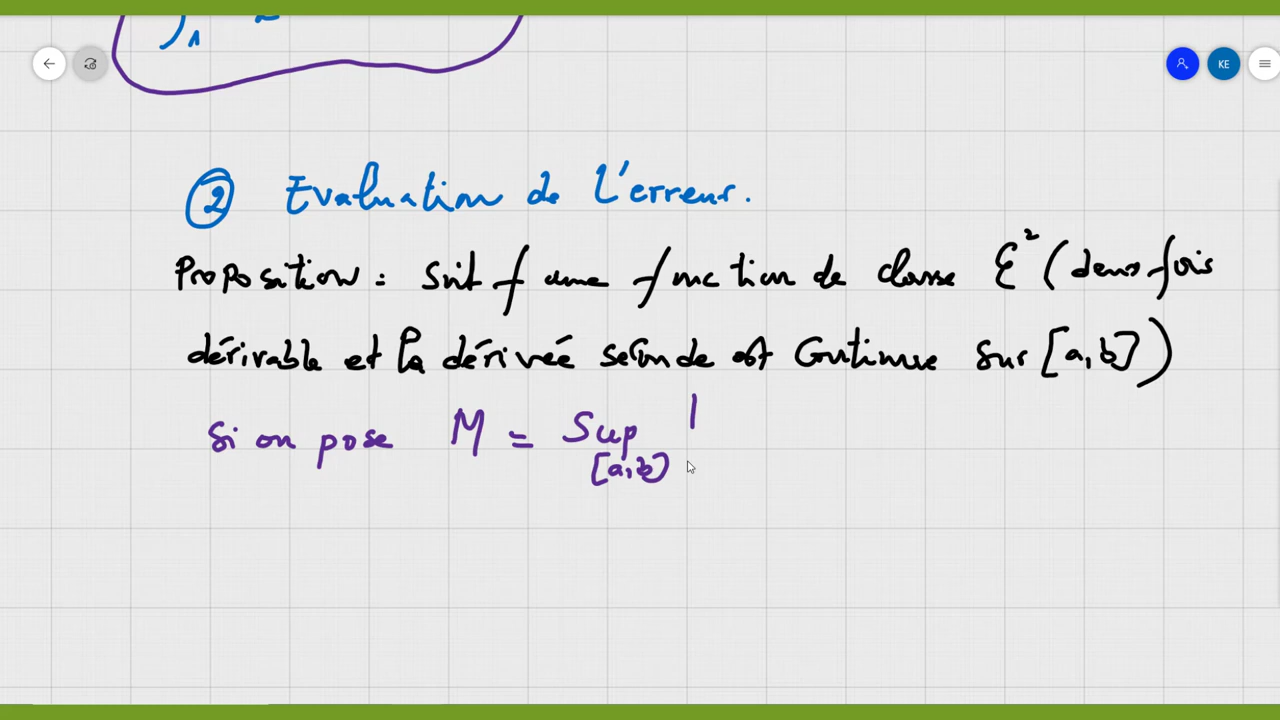 ② Evaluation de l'erreur.
Proposition : Soit f une fonction de classe C² (deux fois
dérivable et la dérivée seconde est Continue sur [a,b])
Si on pose M = Sup |
[a,b]
KE